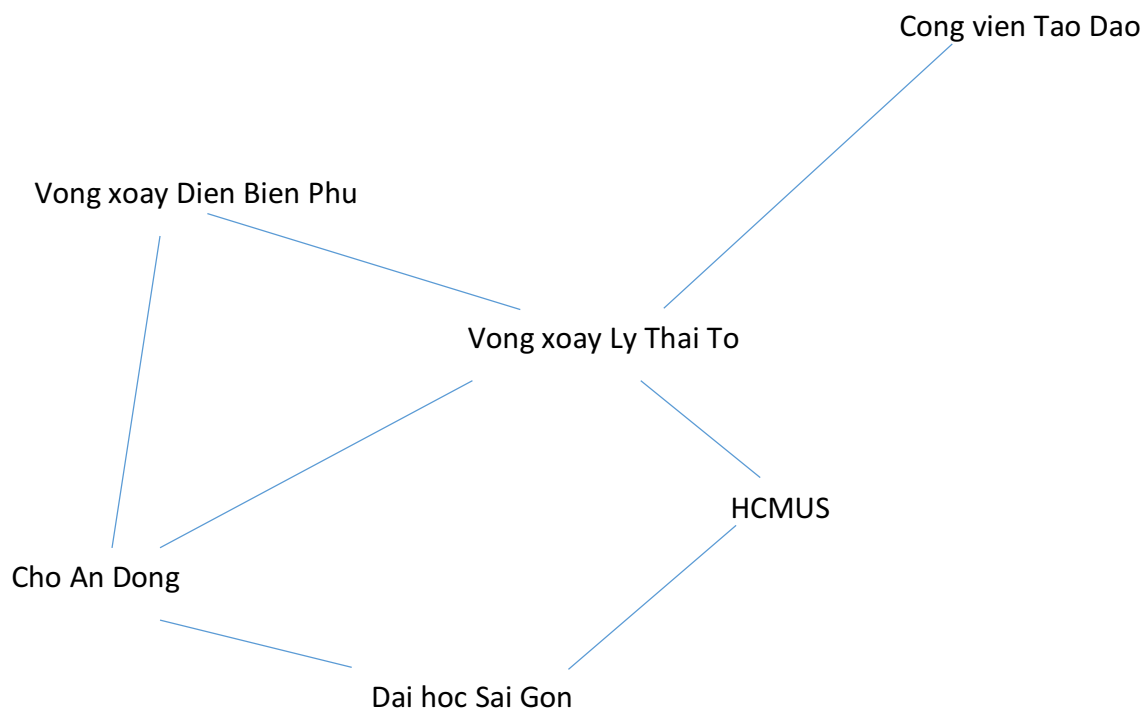 Cong vien Tao Dao
Vong xoay Dien Bien Phu
Vong xoay Ly Thai To
HCMUS
Cho An Dong
Dai hoc Sai Gon